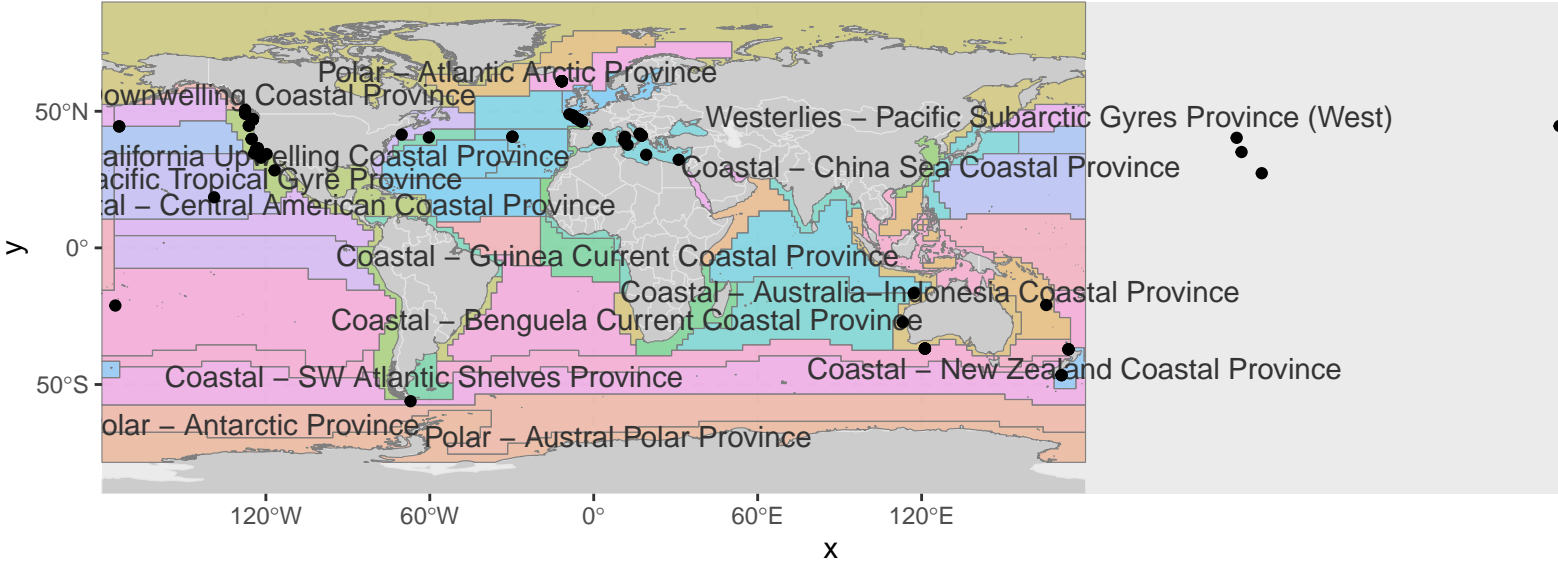 Polar – Atlantic Arctic Province
ownwelling Coastal Province
50°N
Westerlies – Pacific Subarctic Gyres Province (West)
alifornia Upwelling Coastal Province
Coastal – China Sea Coastal Province
acific Tropical Gyre Province
al – Central American Coastal Province
y
0°
Coastal – Guinea Current Coastal Province
Coastal – Australia–Indonesia Coastal Province
Coastal – Benguela Current Coastal Province
Coastal – New Zealand Coastal Province
50°S
Coastal – SW Atlantic Shelves Province
olar – Antarctic Province
Polar – Austral Polar Province
120°W 60°W 0° 60°E 120°E
x